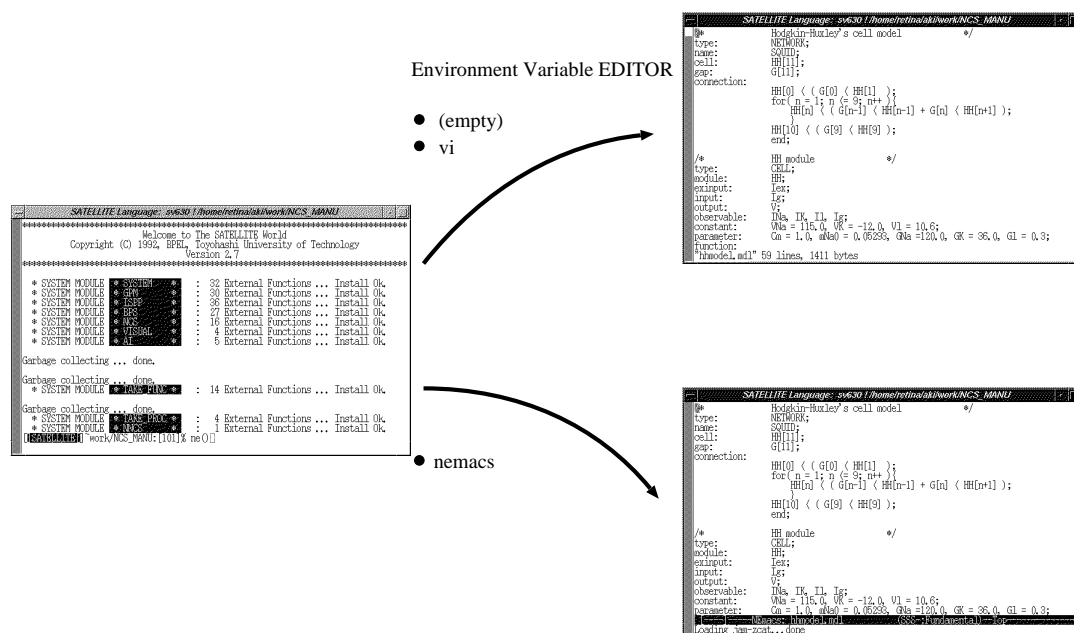 Environment Variable EDITOR
● (empty)
● vi
SATELLITE Language: sv630 ! /home/retina/aki/work/NCS_MANU
Welcome to The SATELLITE World
Copyright (C) 1992, BPEL, Toyohashi University of Technology
Version 2.7
* SYSTEM MODULE * SYSTEM * : 32 External Functions ... Install Ok.
* SYSTEM MODULE * GPM * : 30 External Functions ... Install Ok.
* SYSTEM MODULE * ISPP * : 36 External Functions ... Install Ok.
* SYSTEM MODULE * BPS * : 27 External Functions ... Install Ok.
* SYSTEM MODULE * NCS * : 16 External Functions ... Install Ok.
* SYSTEM MODULE * VISUAL * : 4 External Functions ... Install Ok.
* SYSTEM MODULE * AI * : 5 External Functions ... Install Ok.
Garbage collecting ... done.
Garbage collecting ... done.
* SYSTEM MODULE * TAKE_FUNC * : 14 External Functions ... Install Ok.
Garbage collecting ... done.
* SYSTEM MODULE * TAKE_PROC * : 4 External Functions ... Install Ok.
* SYSTEM MODULE * NNCS * : 1 External Functions ... Install Ok.
[SATELLITE] ~work/NCS_MANU:[101]% ne()
● nemacs
SATELLITE Language: sv630 ! /home/retina/aki/work/NCS_MANU
/* Hodgkin-Huxley's cell model */
type: NETWORK;
name: SQUID;
cell: HH[11];
gap: G[11];
connection:
HH[0] < ( G[0] < HH[1] );
for( n = 1; n <= 9; n++ ){
HH[n] < ( G[n-1] < HH[n-1] + G[n] < HH[n+1] );
}
HH[10] < ( G[9] < HH[9] );
end;
/* HH module */
type: CELL;
module: HH;
exinput: Iex;
input: Ig;
output: V;
observable: INa, IK, Il, Ig;
constant: VNa = 115.0, VK = -12.0, Vl = 10.6;
parameter: Cm = 1.0, mNa0 = 0.05293, GNa =120.0, GK = 36.0, Gl = 0.3;
function:
"hhmodel.mdl" 59 lines, 1411 bytes
SATELLITE Language: sv630 ! /home/retina/aki/work/NCS_MANU
/* Hodgkin-Huxley's cell model */
type: NETWORK;
name: SQUID;
cell: HH[11];
gap: G[11];
connection:
HH[0] < ( G[0] < HH[1] );
for( n = 1; n <= 9; n++ ){
HH[n] < ( G[n-1] < HH[n-1] + G[n] < HH[n+1] );
}
HH[10] < ( G[9] < HH[9] );
end;
/* HH module */
type: CELL;
module: HH;
exinput: Iex;
input: Ig;
output: V;
observable: INa, IK, Il, Ig;
constant: VNa = 115.0, VK = -12.0, Vl = 10.6;
parameter: Cm = 1.0, mNa0 = 0.05293, GNa =120.0, GK = 36.0, Gl = 0.3;
NEmacs: hhmodel.mdl (SSS-:Fundamental)--Top
Loading jam-zcat...done